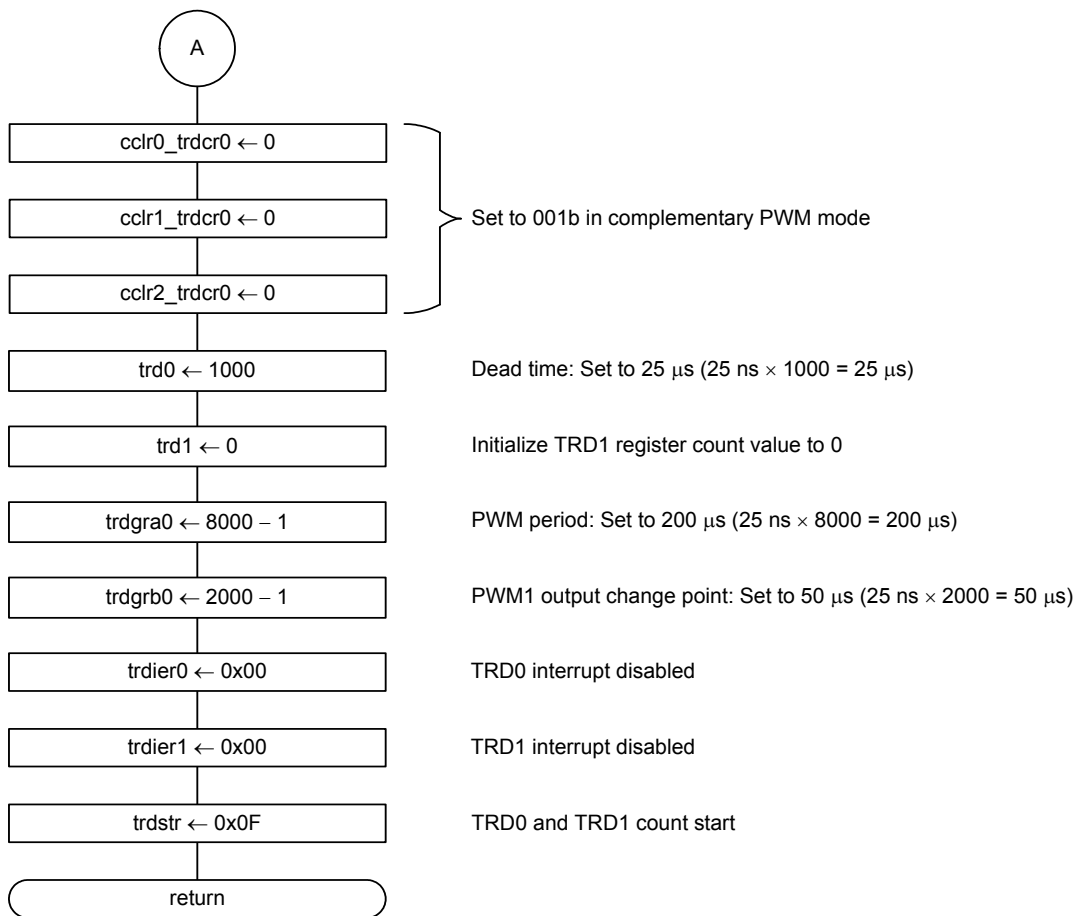 A
cclr0_trdcr0 ← 0
cclr1_trdcr0 ← 0
Set to 001b in complementary PWM mode
cclr2_trdcr0 ← 0
trd0 ← 1000
Dead time: Set to 25 μs (25 ns × 1000 = 25 μs)
trd1 ← 0
Initialize TRD1 register count value to 0
trdgra0 ← 8000 – 1
PWM period: Set to 200 μs (25 ns × 8000 = 200 μs)
trdgrb0 ← 2000 – 1
PWM1 output change point: Set to 50 μs (25 ns × 2000 = 50 μs)
trdier0 ← 0x00
TRD0 interrupt disabled
trdier1 ← 0x00
TRD1 interrupt disabled
trdstr ← 0x0F
TRD0 and TRD1 count start
return